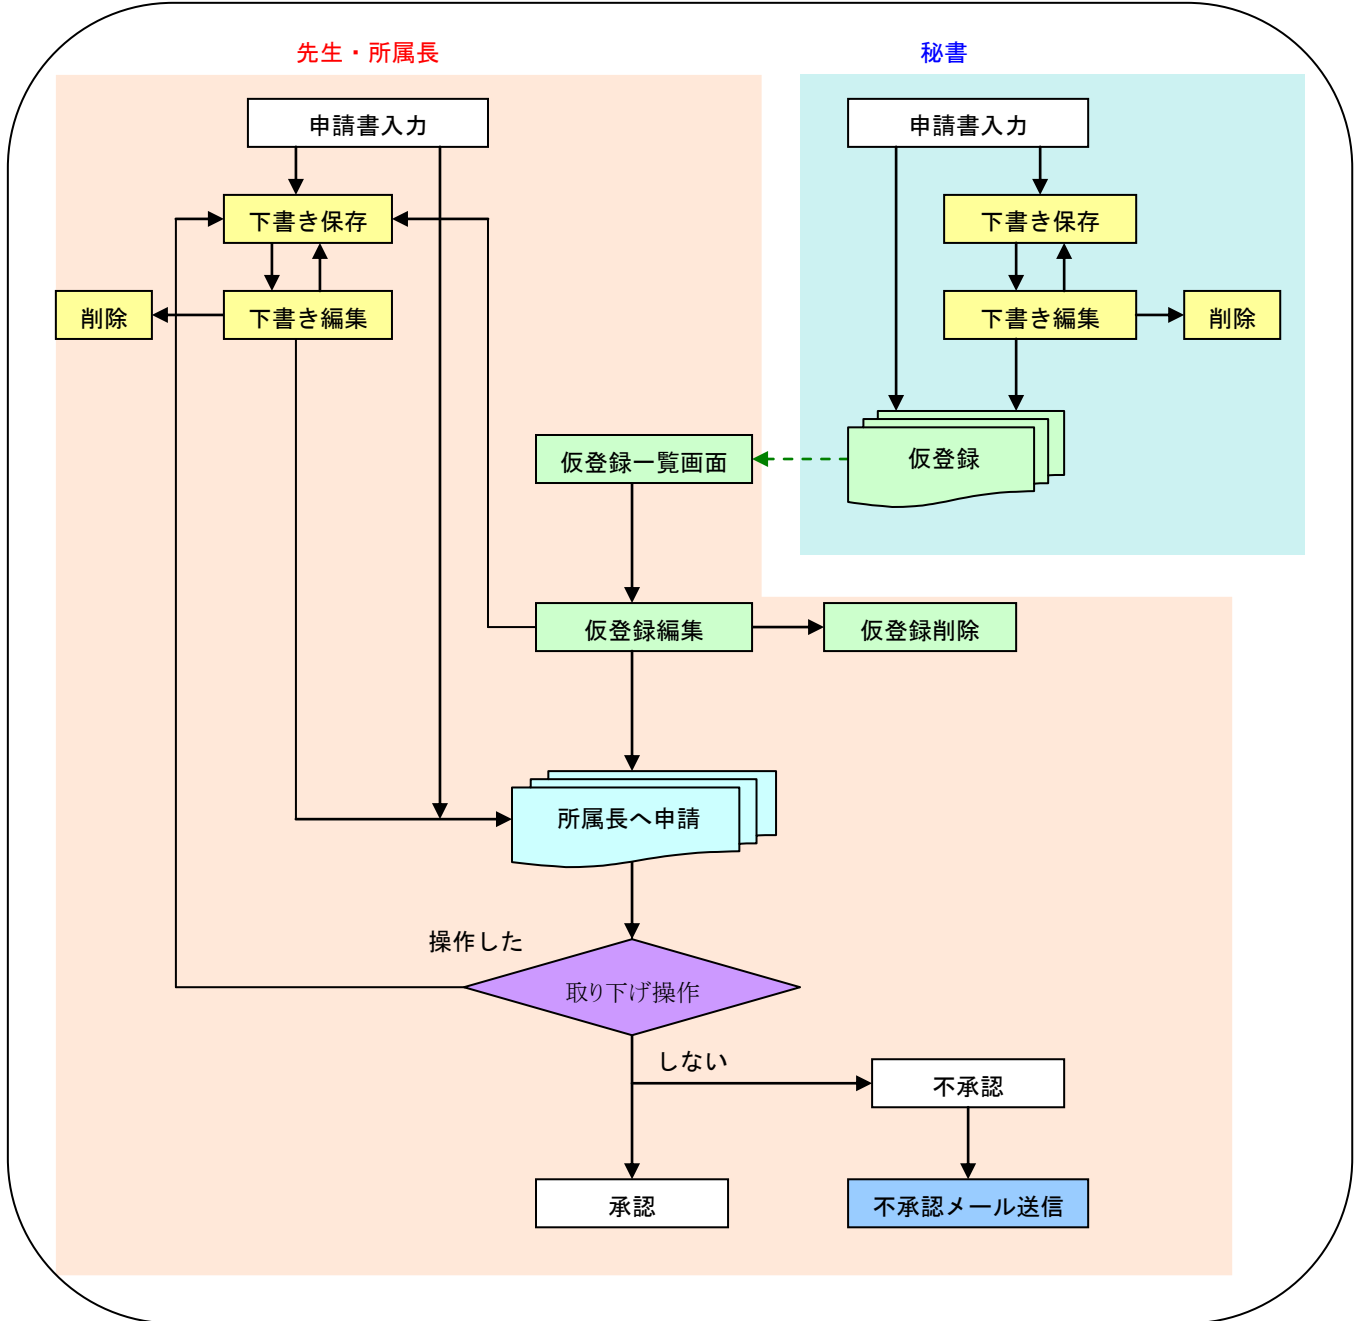 先生・所属長
秘書
申請書入力
申請書入力
下書き保存
下書き保存
削除
下書き編集
下書き編集
削除
仮登録一覧画面
仮登録
仮登録編集
仮登録削除
所属長へ申請
操作した
取り下げ操作
しない
不承認
承認
不承認メール送信